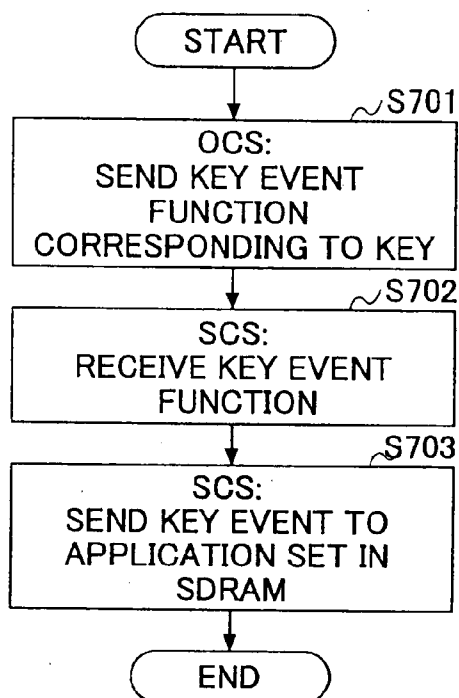 START
S701
OCS:
SEND KEY EVENT
FUNCTION
CORRESPONDING TO KEY
S702
SCS:
RECEIVE KEY EVENT
FUNCTION
S703
SCS:
SEND KEY EVENT TO
APPLICATION SET IN
SDRAM
END